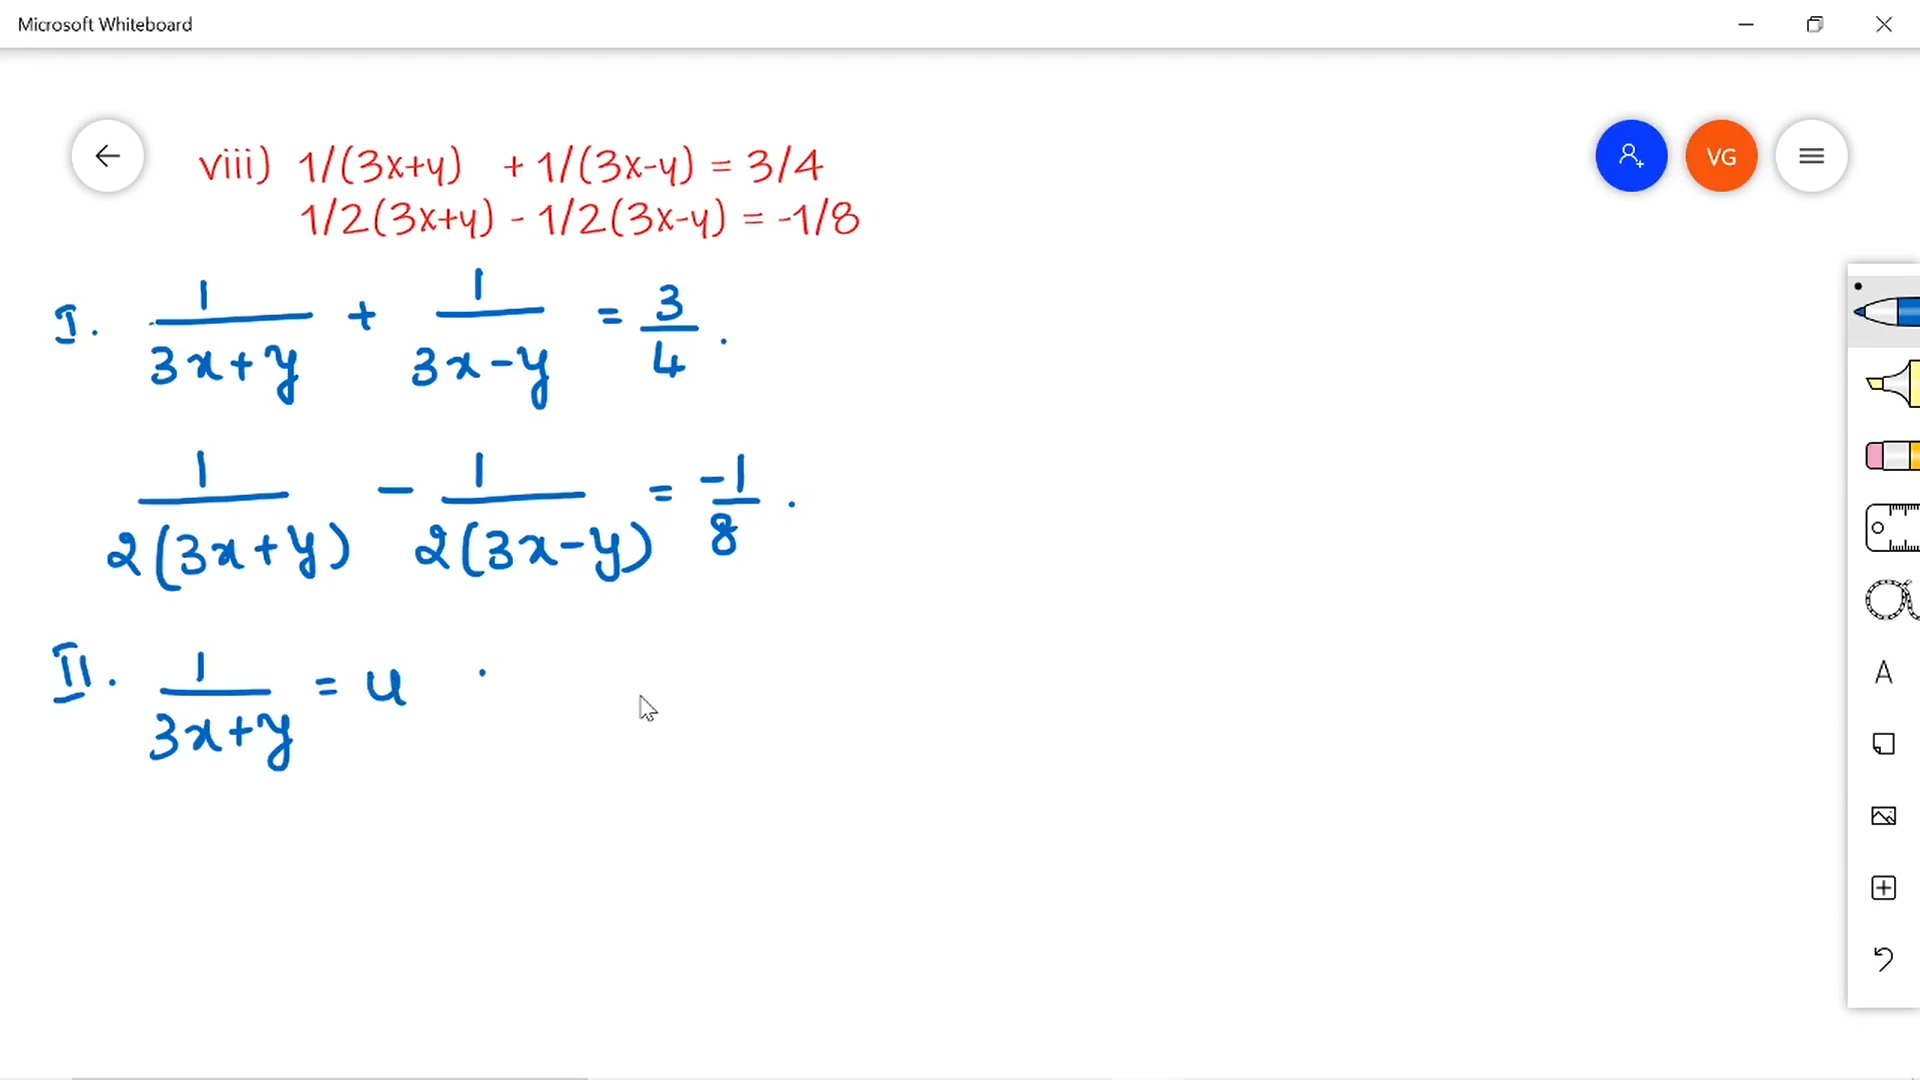 Microsoft Whiteboard
viii) 1/(3x+y) + 1/(3x-y) = 3/4
1/2(3x+y) - 1/2(3x-y) = -1/8
VG
I. 1/(3x+y) + 1/(3x-y) = 3/4.
1/2(3x+y) - 1/2(3x-y) = -1/8.
II. 1/(3x+y) = u .
A